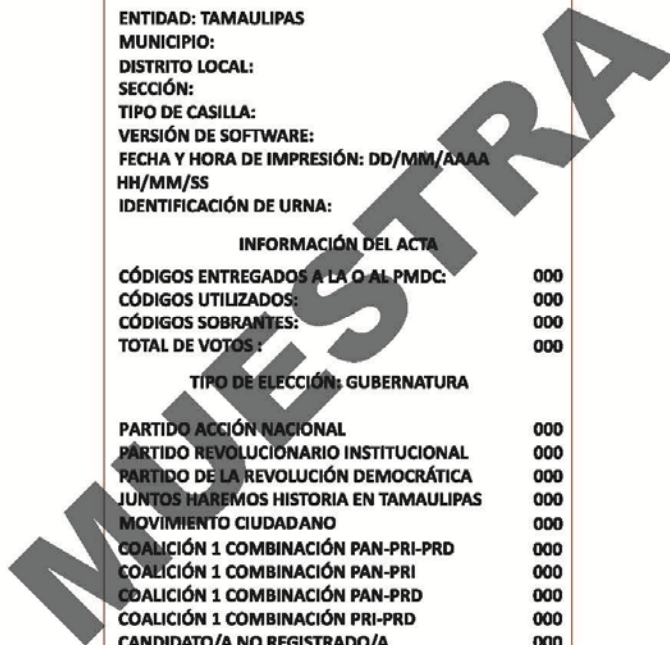 ENTIDAD: TAMAULIPAS
MUNICIPIO:
DISTRITO LOCAL:
SECCIÓN:
TIPO DE CASILLA:
VERSIÓN DE SOFTWARE:
FECHA Y HORA DE IMPRESIÓN: DD/MM/AAAA
HH/MM/SS
IDENTIFICACIÓN DE URNA:
INFORMACIÓN DEL ACTA
CÓDIGOS ENTREGADOS A LA O AL PMDC: 000
CÓDIGOS UTILIZADOS: 000
CÓDIGOS SOBRANTES: 000
TOTAL DE VOTOS : 000
TIPO DE ELECCIÓN: GUBERNATURA
PARTIDO ACCIÓN NACIONAL 000
PARTIDO REVOLUCIONARIO INSTITUCIONAL 000
PARTIDO DE LA REVOLUCIÓN DEMOCRÁTICA 000
JUNTOS HAREMOS HISTORIA EN TAMAULIPAS 000
MOVIMIENTO CIUDADANO 000
COALICIÓN 1 COMBINACIÓN PAN-PRI-PRD 000
COALICIÓN 1 COMBINACIÓN PAN-PRI 000
COALICIÓN 1 COMBINACIÓN PAN-PRD 000
COALICIÓN 1 COMBINACIÓN PRI-PRD 000
CANDIDATO/A NO REGISTRADO/A 000
MUESTRA